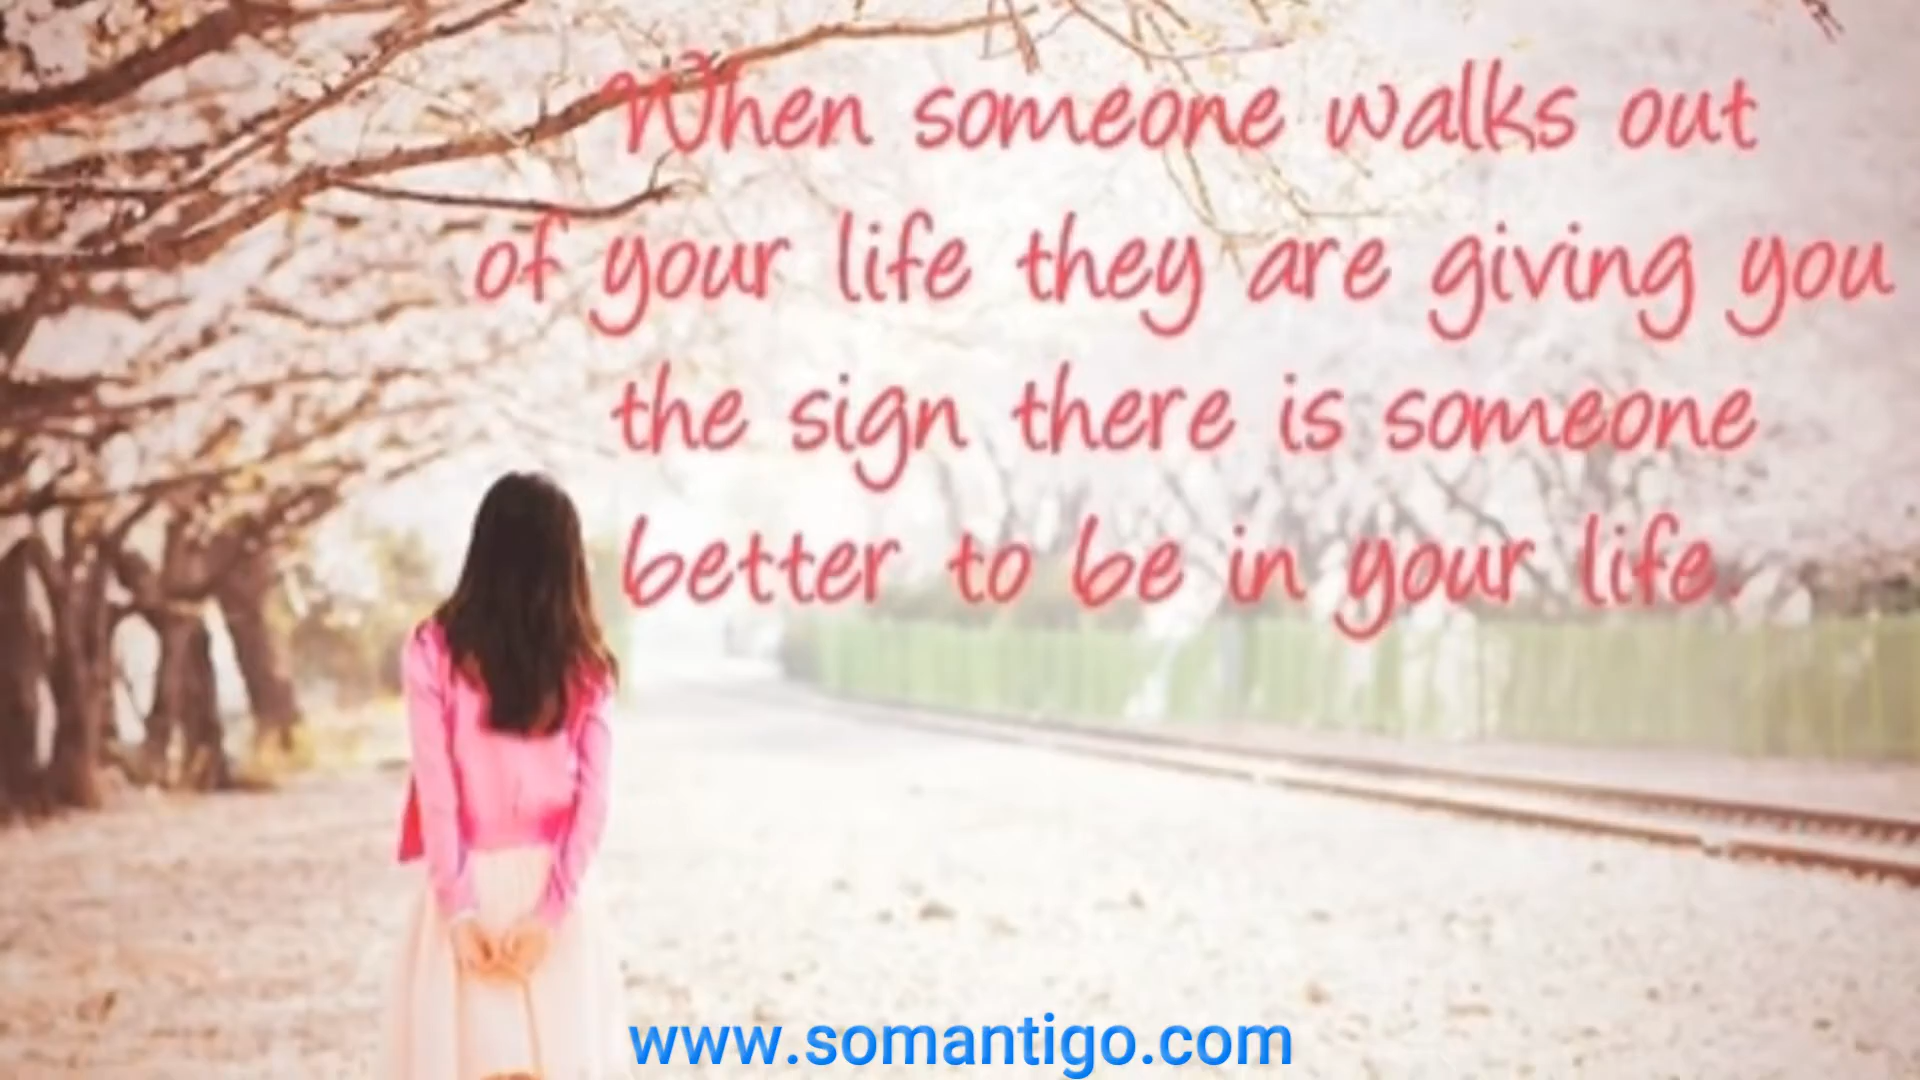 When someone walks out
of your life they are giving you
the sign there is someone
better to be in your life.
www.somantigo.com